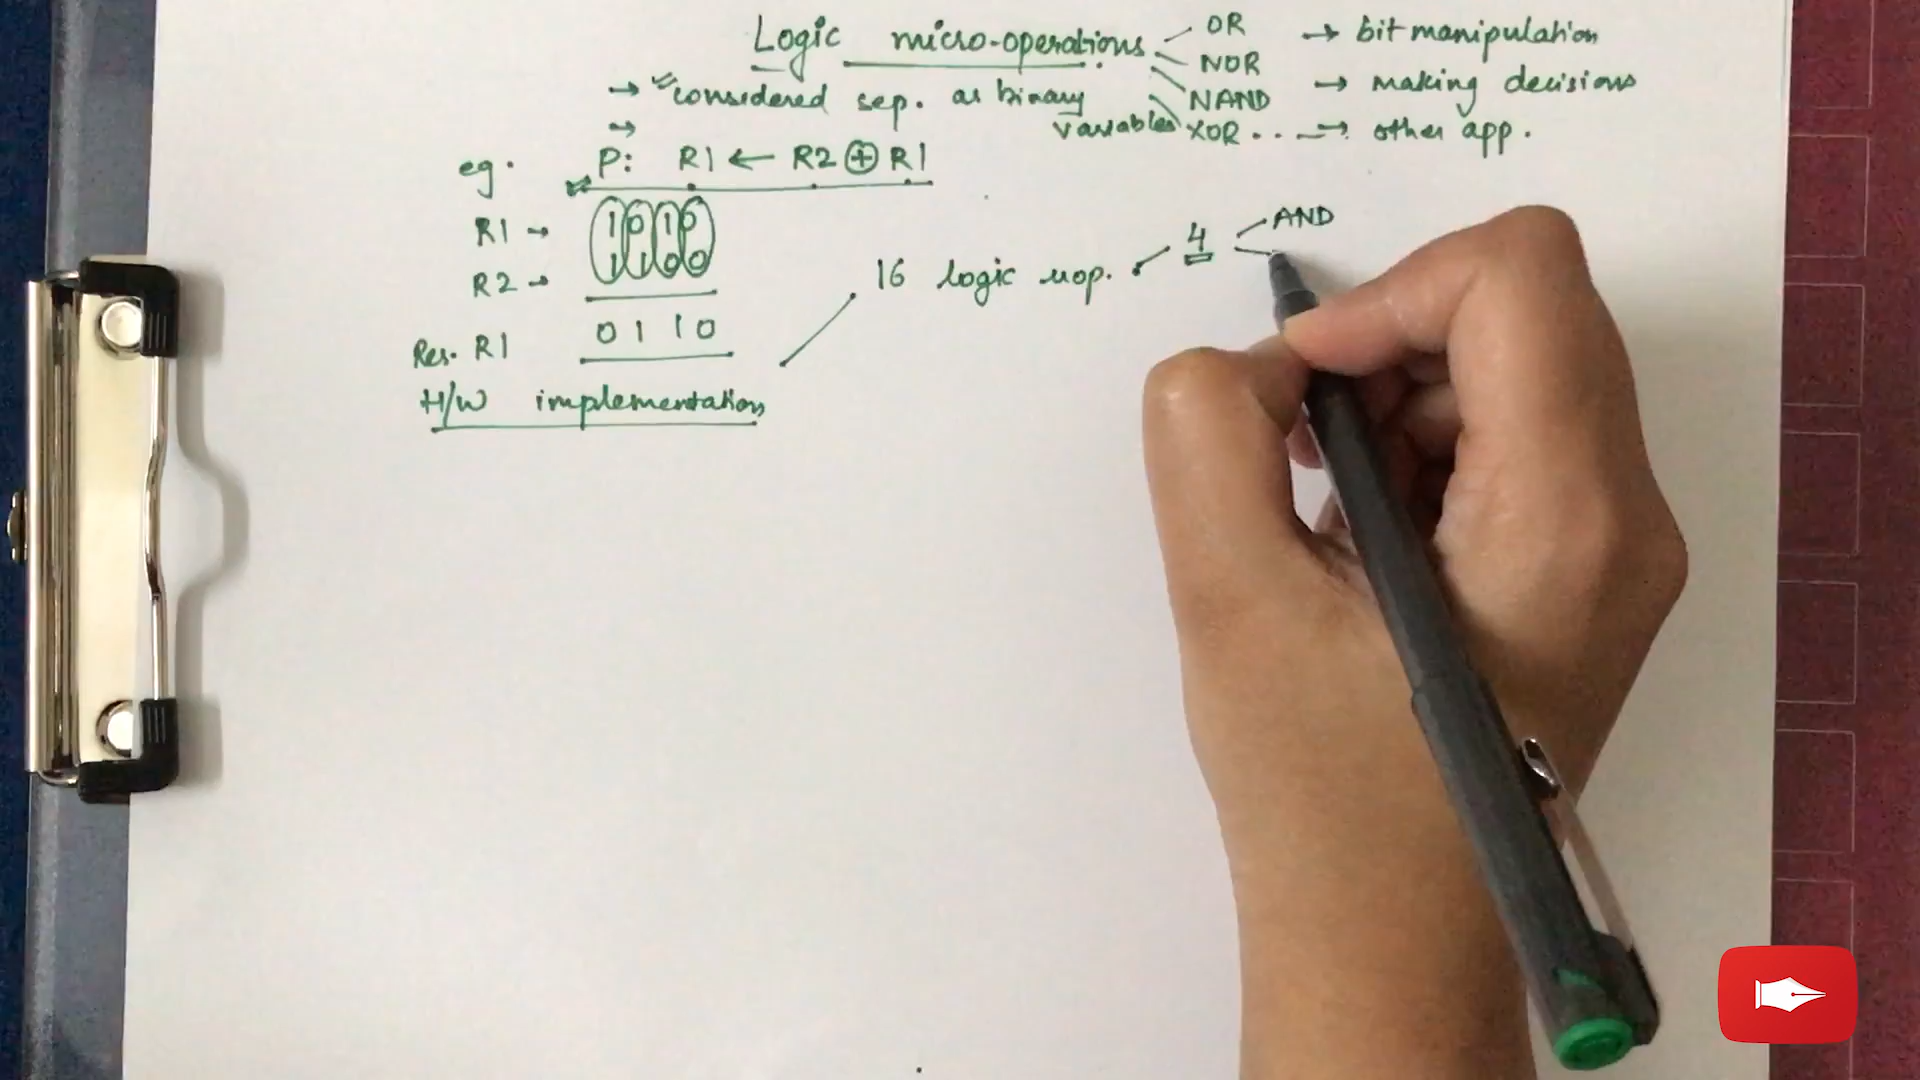 Logic micro-operations
OR → bit manipulation
NOR
→ considered sep. as binary variables
NAND → making decisions
XOR . . . → other app.
→
eg. P: R1 ← R2 ⊕ R1
R1 → 1 0 1 0
R2 → 1 1 0 0
Res. R1 0 1 1 0
H/W implementations
16 logic uop. 4 AND